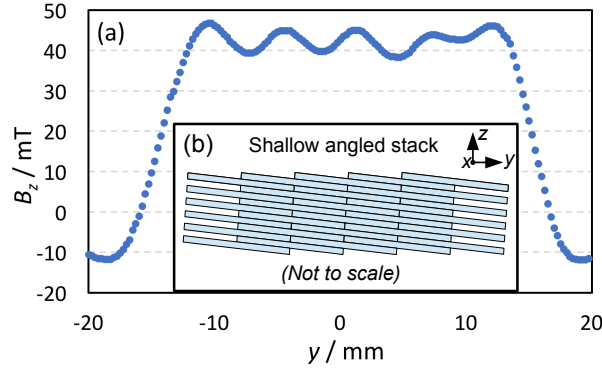 50
(a)
40
30
20
10
0
-10
-20
B_z / mT
(b)
Shallow angled stack
z
x
y
(Not to scale)
-20
-10
0
10
20
y / mm